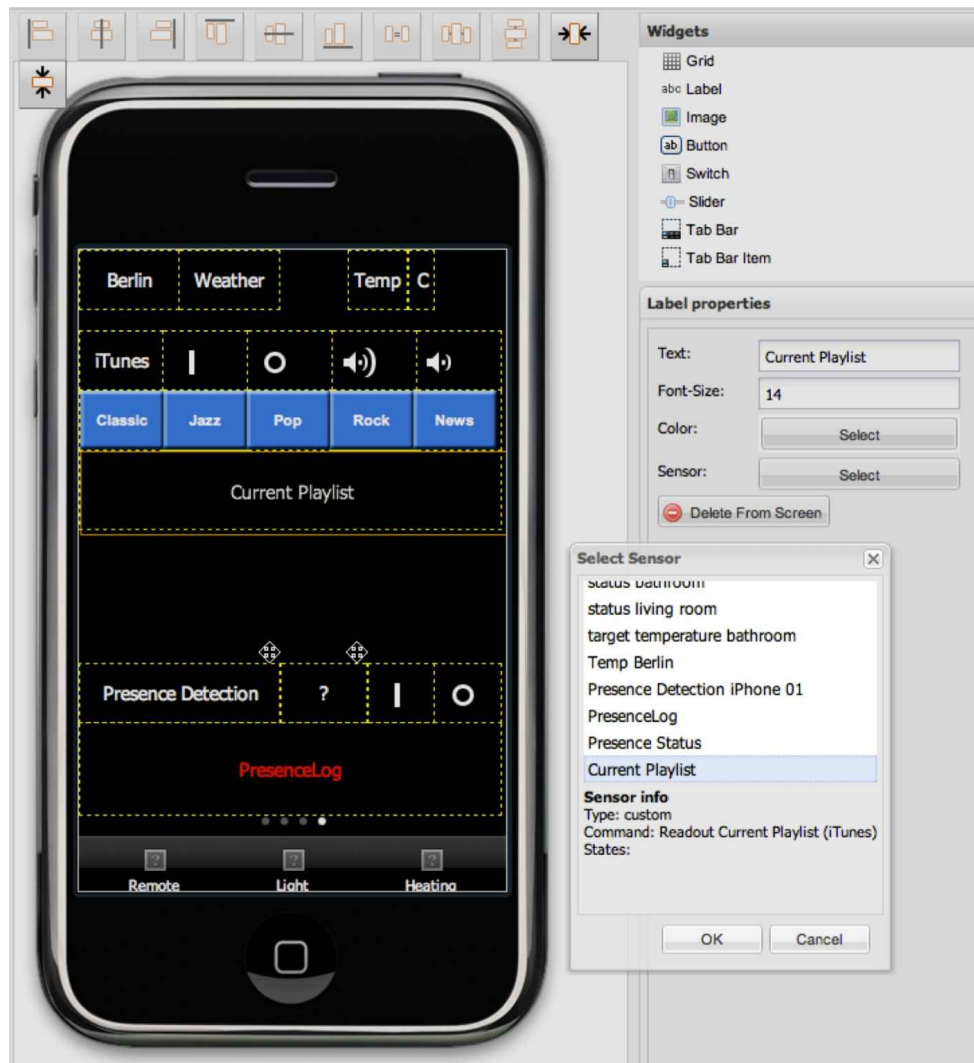 Widgets
Grid
abc Label
Image
ab Button
Switch
Slider
Tab Bar
Tab Bar Item
Label properties
Text: Current Playlist
Font-Size: 14
Color: Select
Sensor: Select
Delete From Screen
Berlin Weather Temp C
iTunes
Classic Jazz Pop Rock News
Current Playlist
Presence Detection ?
PresenceLog
? ? ?
Remote Light Heating
Select Sensor
status bathroom
status living room
target temperature bathroom
Temp Berlin
Presence Detection iPhone 01
PresenceLog
Presence Status
Current Playlist
Sensor info
Type: custom
Command: Readout Current Playlist (iTunes)
States:
OK Cancel